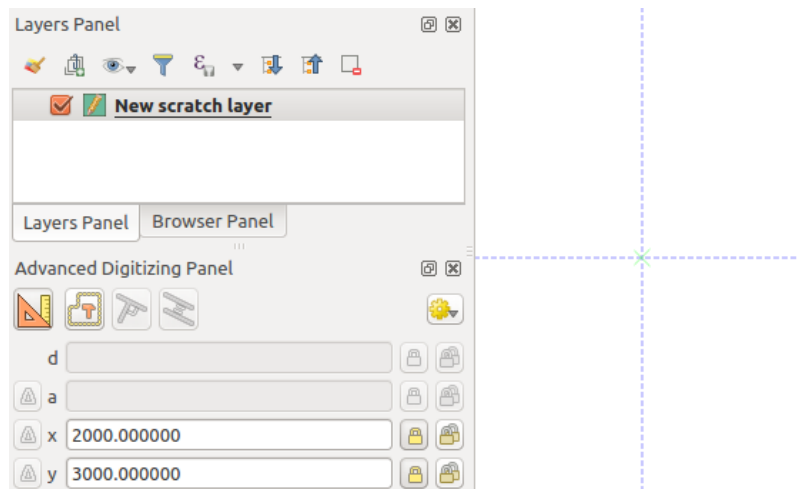 Layers Panel
New scratch layer
Layers Panel Browser Panel
Advanced Digitizing Panel
d
a
x 2000.000000
y 3000.000000